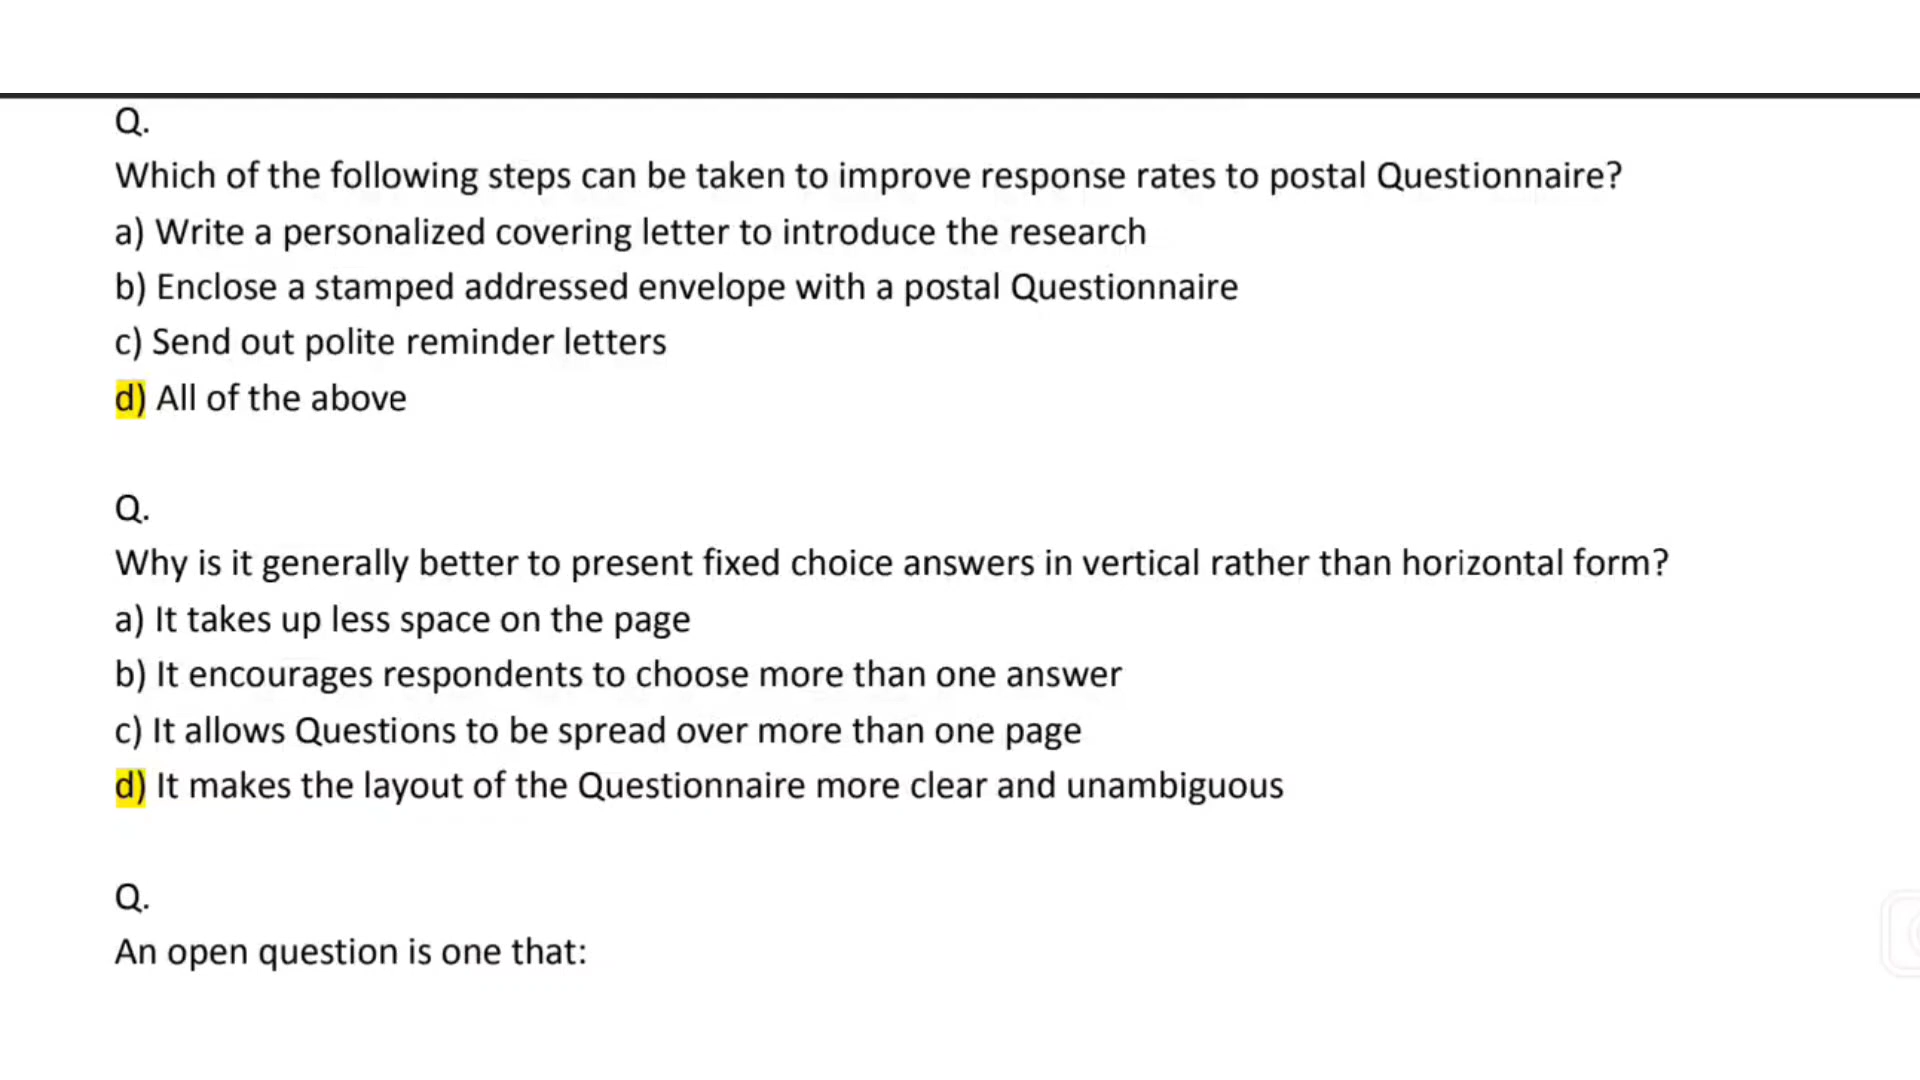 Q.
Which of the following steps can be taken to improve response rates to postal Questionnaire?
a) Write a personalized covering letter to introduce the research
b) Enclose a stamped addressed envelope with a postal Questionnaire
c) Send out polite reminder letters
d) All of the above
Q.
Why is it generally better to present fixed choice answers in vertical rather than horizontal form?
a) It takes up less space on the page
b) It encourages respondents to choose more than one answer
c) It allows Questions to be spread over more than one page
d) It makes the layout of the Questionnaire more clear and unambiguous
Q.
An open question is one that: